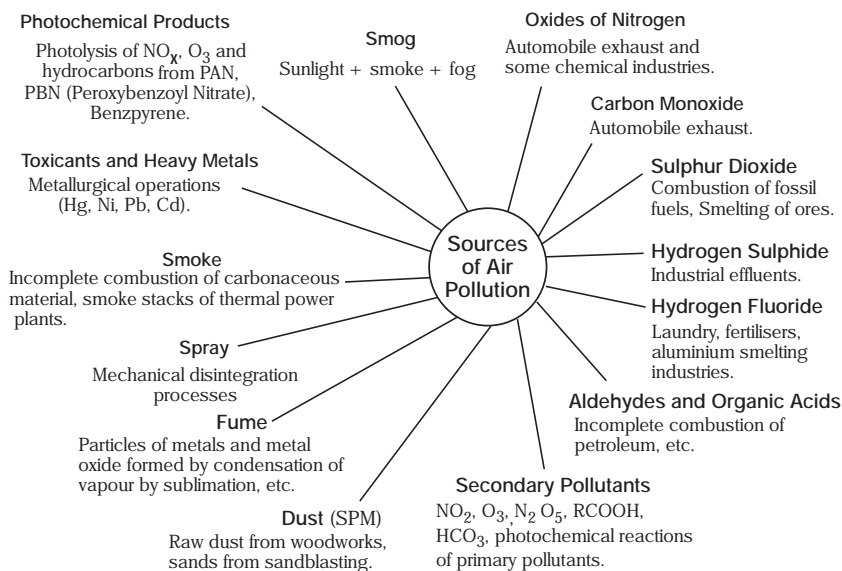 Photochemical Products
Photolysis of NOX, O3 and
hydrocarbons from PAN,
PBN (Peroxybenzoyl Nitrate),
Benzpyrene.
Smog
Sunlight + smoke + fog
Oxides of Nitrogen
Automobile exhaust and
some chemical industries.
Carbon Monoxide
Automobile exhaust.
Toxicants and Heavy Metals
Metallurgical operations
(Hg, Ni, Pb, Cd).
Sulphur Dioxide
Combustion of fossil
fuels, Smelting of ores.
Sources
of Air
Pollution
Smoke
Incomplete combustion of carbonaceous
material, smoke stacks of thermal power
plants.
Hydrogen Sulphide
Industrial effluents.
Hydrogen Fluoride
Laundry, fertilisers,
aluminium smelting
industries.
Spray
Mechanical disintegration
processes
Aldehydes and Organic Acids
Incomplete combustion of
petroleum, etc.
Fume
Particles of metals and metal
oxide formed by condensation of
vapour by sublimation, etc.
Secondary Pollutants
NO2, O3, N2 O5, RCOOH,
HCO3, photochemical reactions
of primary pollutants.
Dust (SPM)
Raw dust from woodworks,
sands from sandblasting.